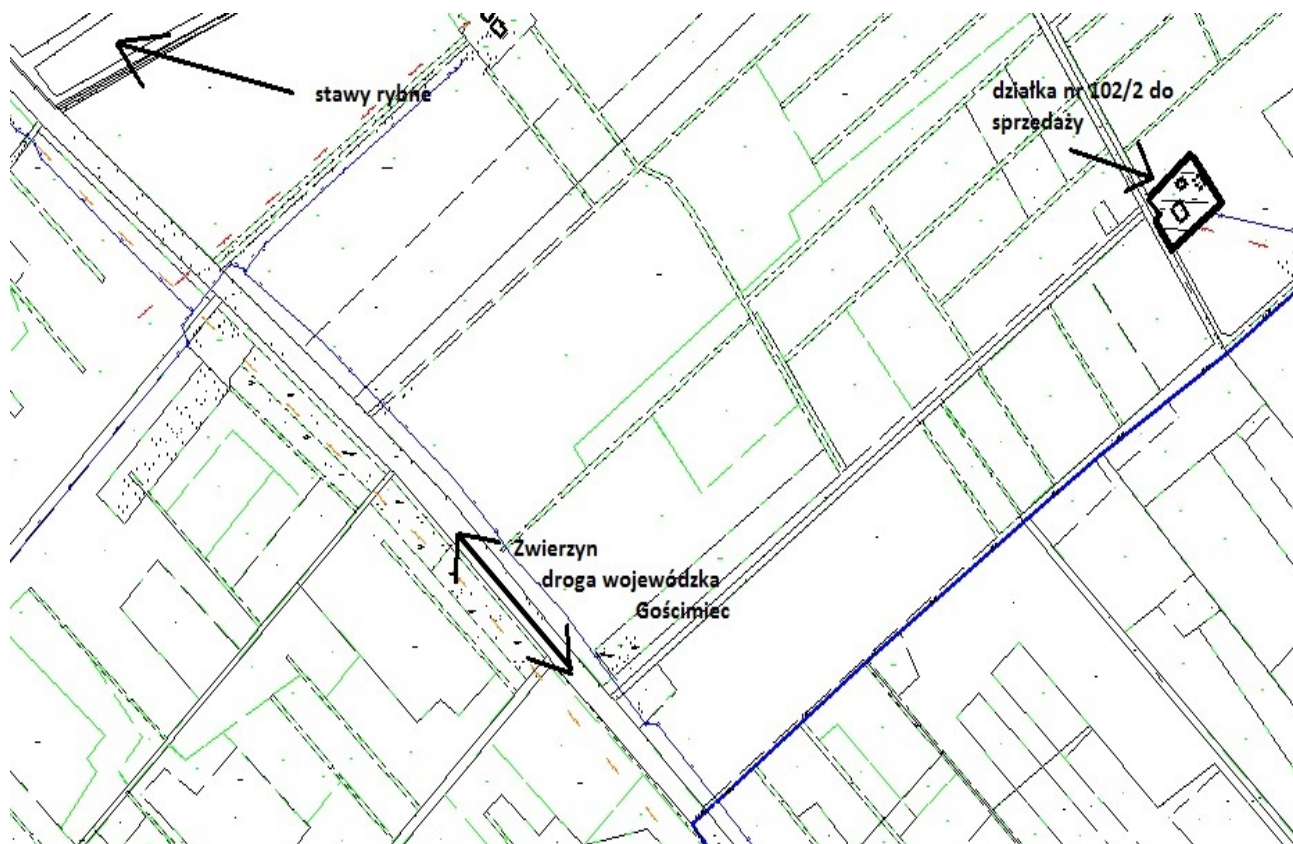 stawy rybne
działka nr 102/2 do
sprzedaży
Zwierzyn
droga wojewódzka
Gościmiec